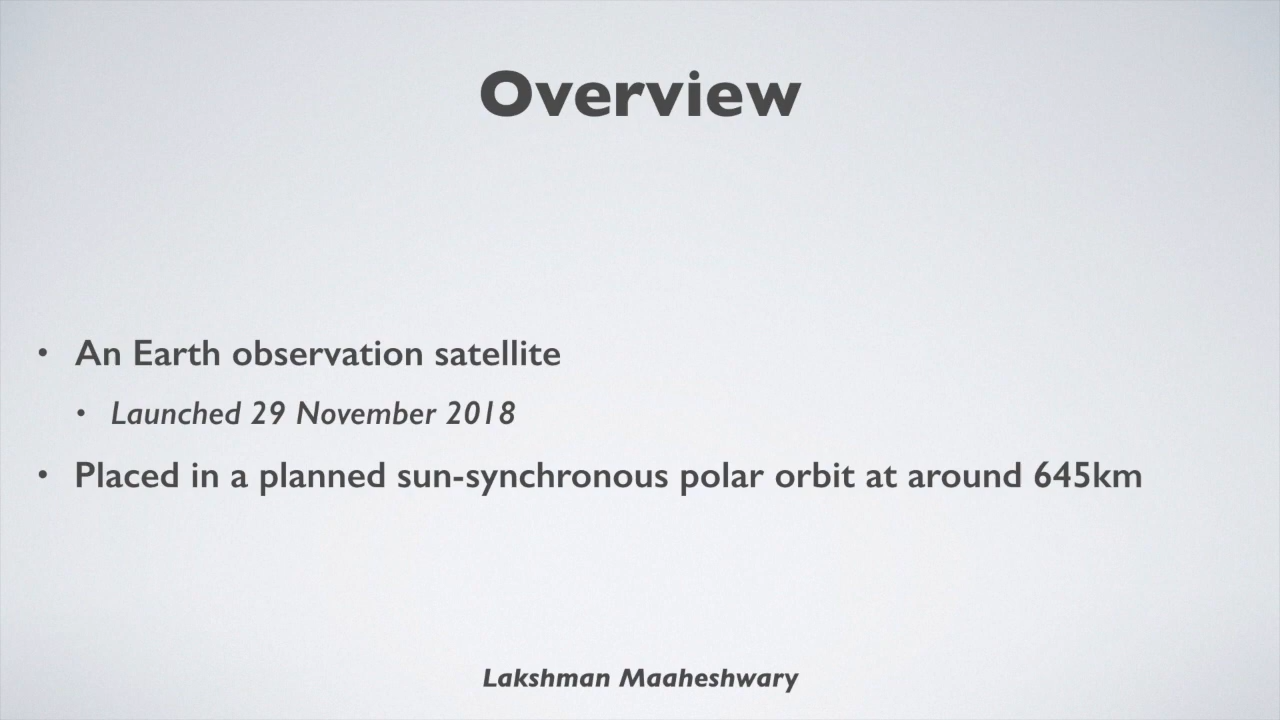 Overview
• An Earth observation satellite
• Launched 29 November 2018
• Placed in a planned sun-synchronous polar orbit at around 645km
Lakshman Maaheshwary